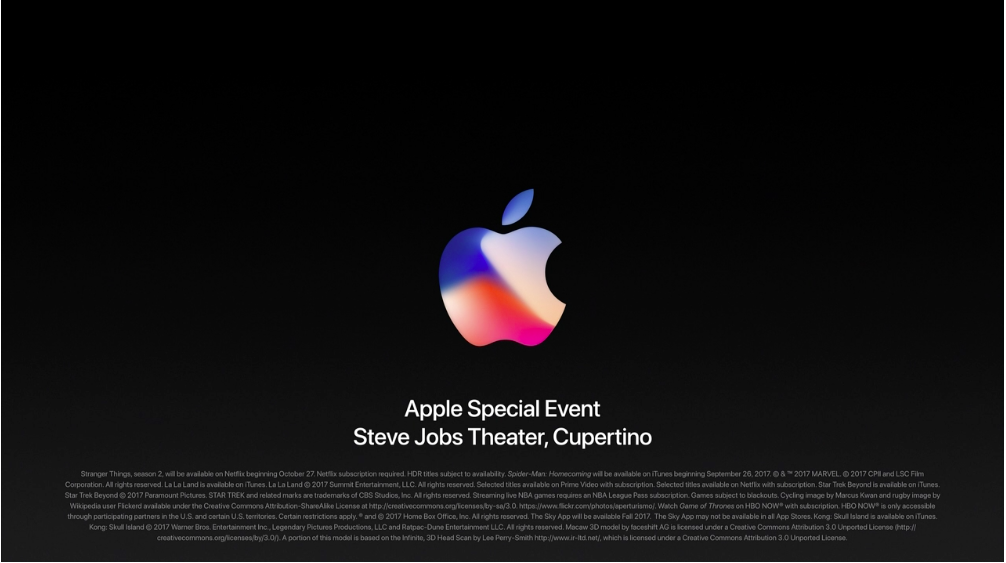 Apple Special Event
Steve Jobs Theater, Cupertino
Stranger Things, season 2, will be available on Netflix beginning October 27. Netflix subscription required. HDR titles subject to availability. Spider-Man: Homecoming will be available on iTunes beginning September 26, 2017. © & ™ 2017 MARVEL. © 2017 CPII and LSC Film
Corporation. All rights reserved. La La Land is available on iTunes. La La Land © 2017 Summit Entertainment, LLC. All rights reserved. Selected titles available on Prime Video with subscription. Selected titles available on Netflix with subscription. Star Trek Beyond is available on iTunes.
Star Trek Beyond © 2017 Paramount Pictures. STAR TREK and related marks are trademarks of CBS Studios, Inc. All rights reserved. Streaming live NBA games requires an NBA League Pass subscription. Games subject to blackouts. Cycling image by Marcus Kwan and rugby image by
Wikipedia user Flickerd available under the Creative Commons Attribution-ShareAlike License at http://creativecommons.org/licenses/by-sa/3.0. https://www.flickr.com/photos/aperturismo/. Watch Game of Thrones on HBO NOW® with subscription. HBO NOW® is only accessible
through participating partners in the U.S. and certain U.S. territories. Certain restrictions apply. ® and © 2017 Home Box Office, Inc. All rights reserved. The Sky App will be available Fall 2017. The Sky App may not be available in all App Stores. Kong: Skull Island is available on iTunes.
Kong: Skull Island © 2017 Warner Bros. Entertainment Inc., Legendary Pictures Productions, LLC and Ratpac-Dune Entertainment LLC. All rights reserved. Macaw 3D model by faceshift AG is licensed under a Creative Commons Attribution 3.0 Unported License (http://
creativecommons.org/licenses/by/3.0/). A portion of this model is based on the Infinite, 3D Head Scan by Lee Perry-Smith http://www.ir-ltd.net/, which is licensed under a Creative Commons Attribution 3.0 Unported License.